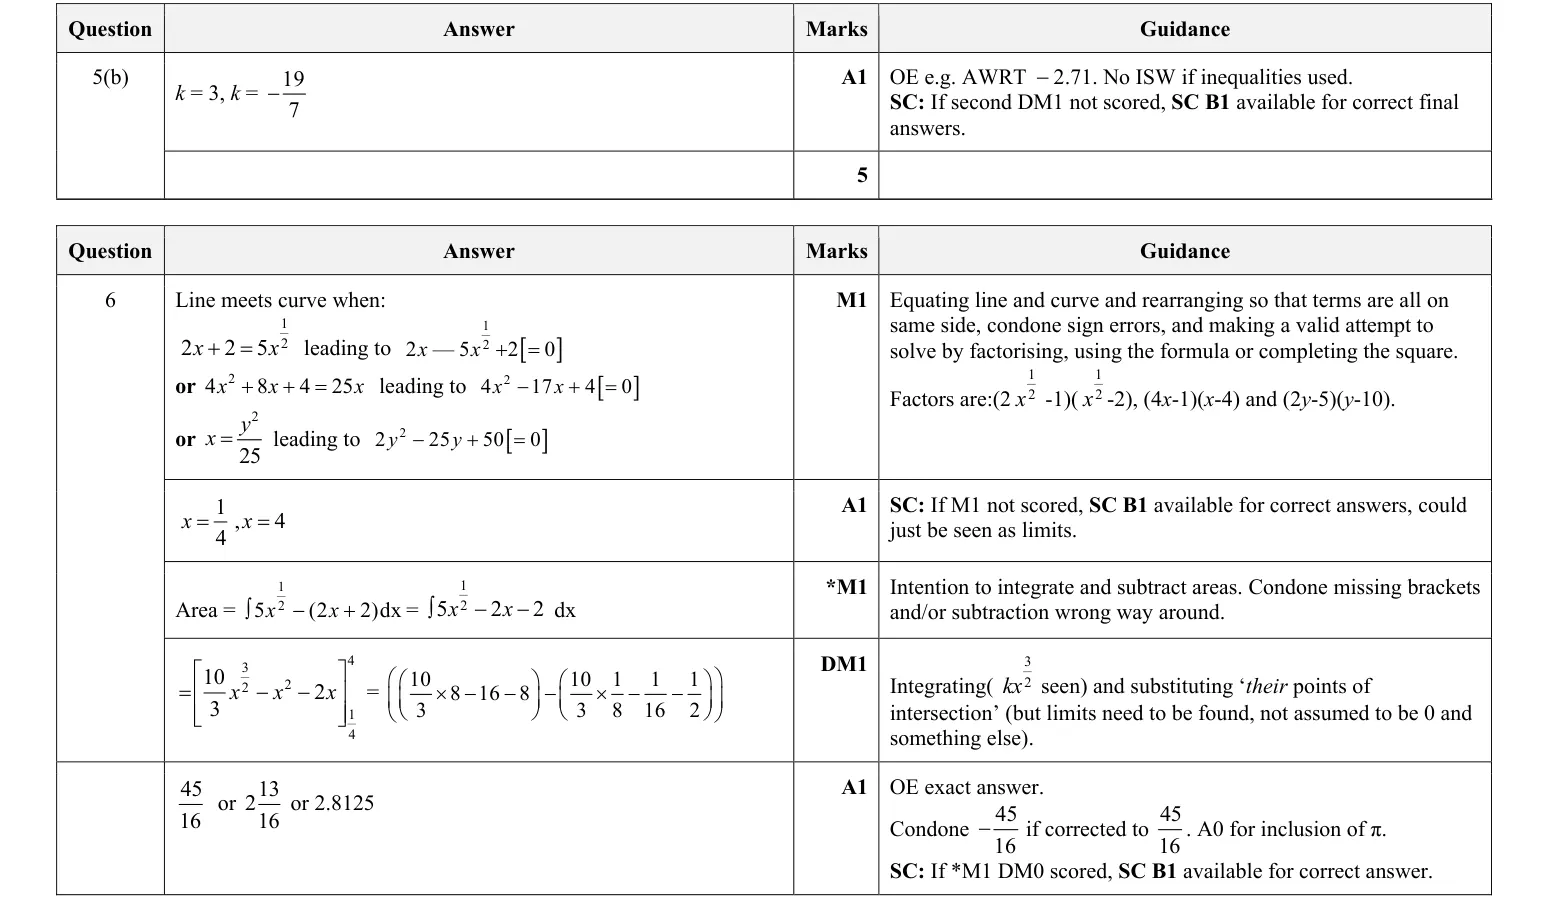 Question Answer Marks Guidance
5(b) k = 3, k = −19/7 A1 OE e.g. AWRT − 2.71. No ISW if inequalities used.
SC: If second DM1 not scored, SC B1 available for correct final
answers.
5
Question Answer Marks Guidance
6 Line meets curve when: M1 Equating line and curve and rearranging so that terms are all on
same side, condone sign errors, and making a valid attempt to
solve by factorising, using the formula or completing the square.
2x + 2 = 5x^(1/2) leading to 2x — 5x^(1/2) +2[= 0]
or 4x² + 8x + 4 = 25x leading to 4x² − 17x + 4[= 0]
Factors are:(2 x^(1/2) -1)( x^(1/2) -2), (4x-1)(x-4) and (2y-5)(y-10).
or x = y²/25 leading to 2y² − 25y + 50[= 0]
x = 1/4 , x = 4 A1 SC: If M1 not scored, SC B1 available for correct answers, could
just be seen as limits.
Area = ∫5x^(1/2) − (2x + 2)dx = ∫5x^(1/2) − 2x − 2 dx *M1 Intention to integrate and subtract areas. Condone missing brackets
and/or subtraction wrong way around.
= [10/3 x^(3/2) − x² − 2x]_(1/4)^4 = ((10/3 × 8 − 16 − 8) − (10/3 × 1/8 − 1/16 − 1/2)) DM1 Integrating( kx^(3/2) seen) and substituting ‘their points of
intersection’ (but limits need to be found, not assumed to be 0 and
something else).
45/16 or 2 13/16 or 2.8125 A1 OE exact answer.
Condone −45/16 if corrected to 45/16 . A0 for inclusion of π.
SC: If *M1 DM0 scored, SC B1 available for correct answer.